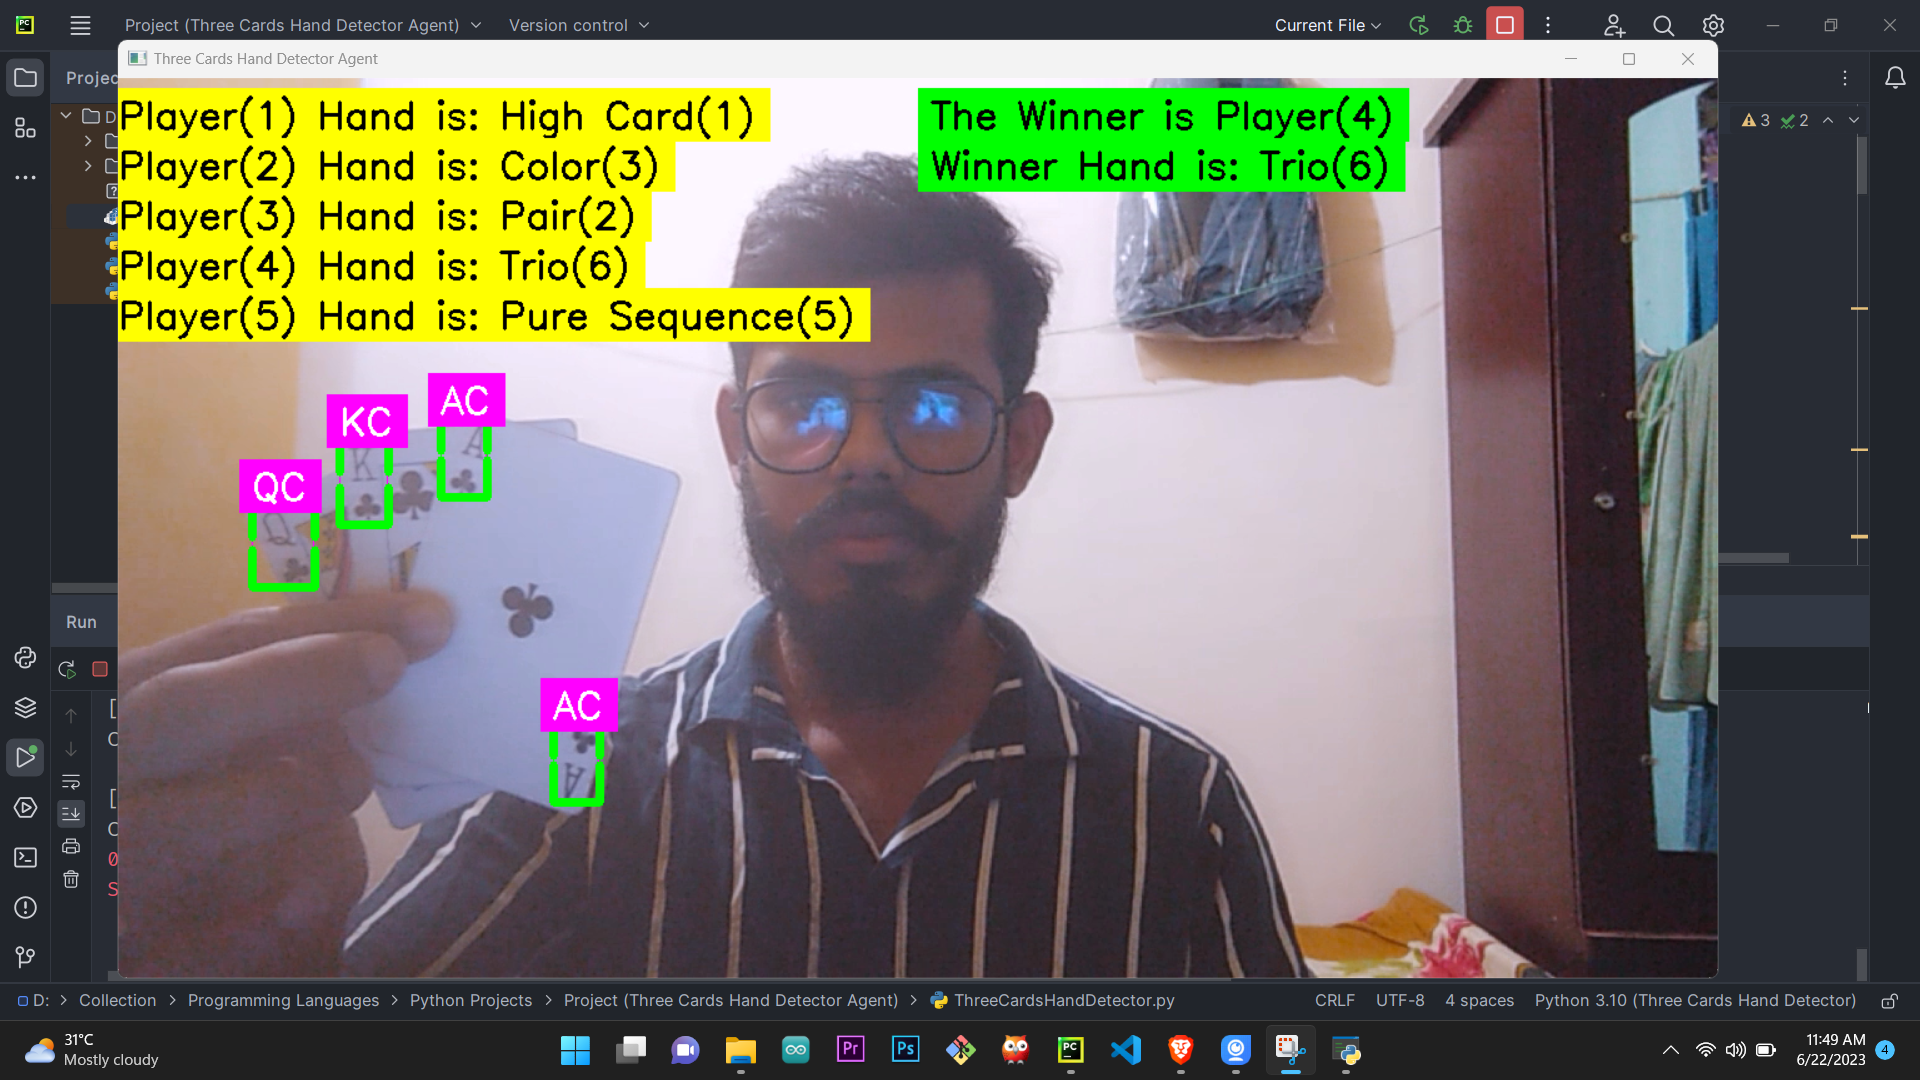 PC
Project (Three Cards Hand Detector Agent)
Version control
Current File
Three Cards Hand Detector Agent
Projec
D
3
2
Player(1) Hand is: High Card(1)
Player(2) Hand is: Color(3)
Player(3) Hand is: Pair(2)
Player(4) Hand is: Trio(6)
Player(5) Hand is: Pure Sequence(5)
The Winner is Player(4)
Winner Hand is: Trio(6)
AC
KC
QC
A
K
Q
AC
A
Run
[
[
0
S
D:
Collection
Programming Languages
Python Projects
Project (Three Cards Hand Detector Agent)
ThreeCardsHandDetector.py
CRLF
UTF-8
4 spaces
Python 3.10 (Three Cards Hand Detector)
31°C
Mostly cloudy
Pr
Ps
PC
11:49 AM
6/22/2023
4